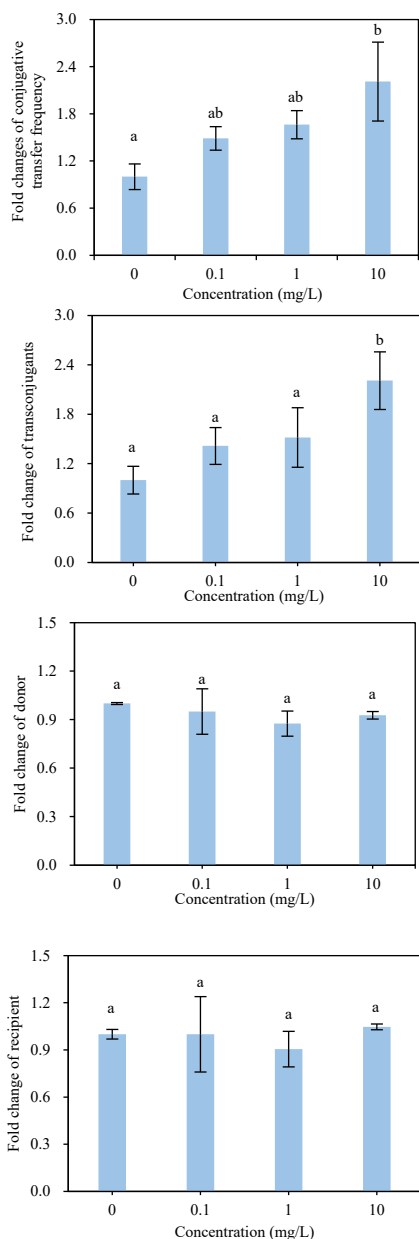 Fold changes of conjugative
transfer frequency
3.0
2.4
1.8
1.2
0.6
0.0
a
ab
ab
b
0
0.1
1
10
Concentration (mg/L)
Fold change of transconjugants
3.0
2.4
1.8
1.2
0.6
0.0
a
a
a
b
0
0.1
1
10
Concentration (mg/L)
Fold change of donor
1.5
1.2
0.9
0.6
0.3
0.0
a
a
a
a
0
0.1
1
10
Concentration (mg/L)
Fold change of recipient
1.5
1.2
0.9
0.6
0.3
0.0
a
a
a
a
0
0.1
1
10
Concentration (mg/L)